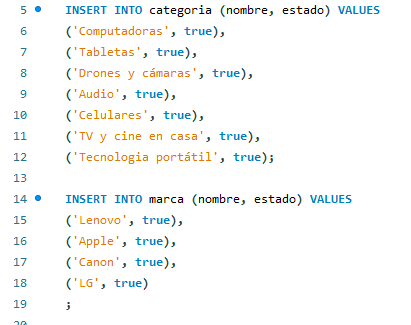 5 INSERT INTO categoria (nombre, estado) VALUES
6 ('Computadoras', true),
7 ('Tabletas', true),
8 ('Drones y cámaras', true),
9 ('Audio', true),
10 ('Celulares', true),
11 ('TV y cine en casa', true),
12 ('Tecnologia portátil', true);
13
14 INSERT INTO marca (nombre, estado) VALUES
15 ('Lenovo', true),
16 ('Apple', true),
17 ('Canon', true),
18 ('LG', true)
19 ;